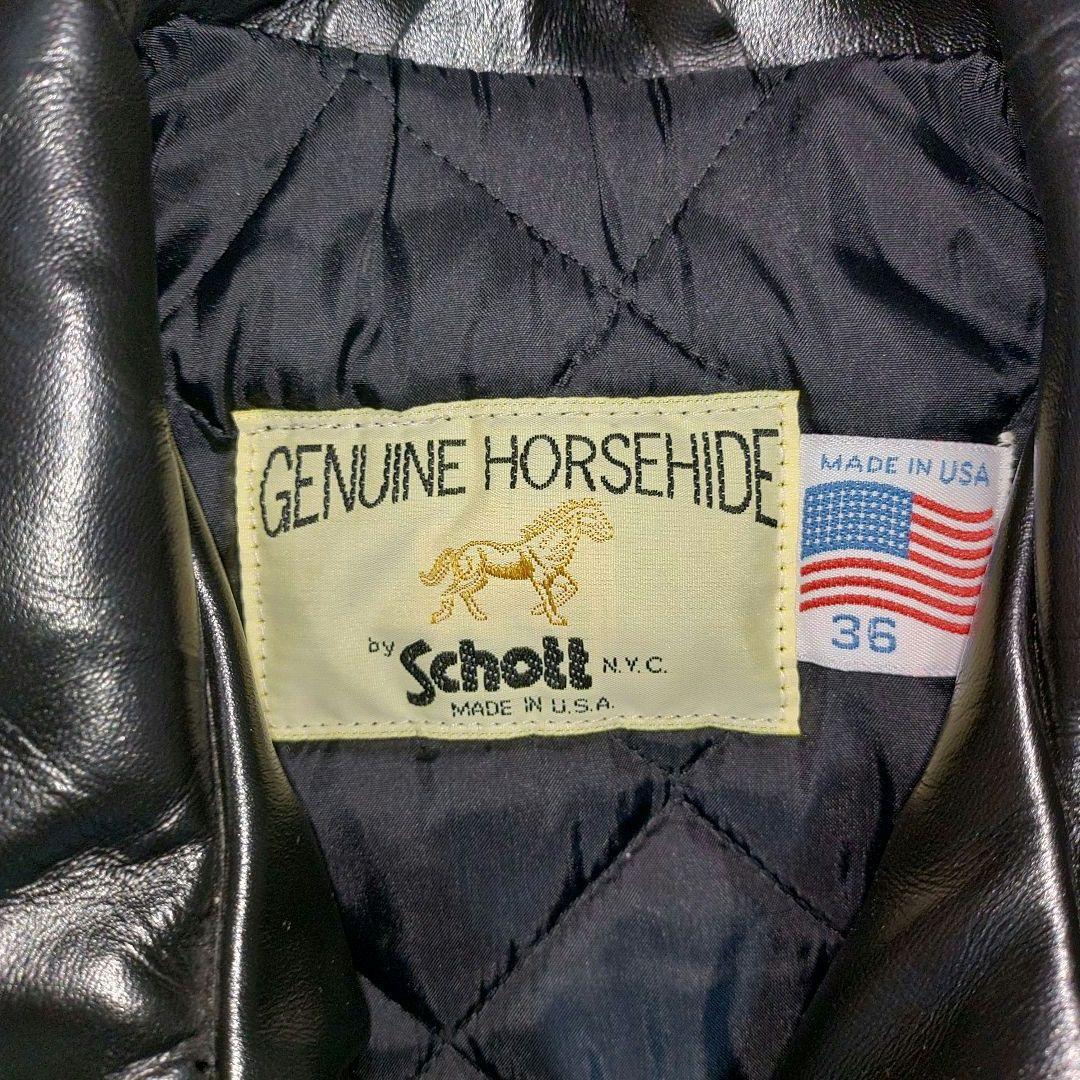 GENUINE HORSEHIDE
by Schott N.Y.C.
MADE IN U.S.A.
MADE IN USA
36